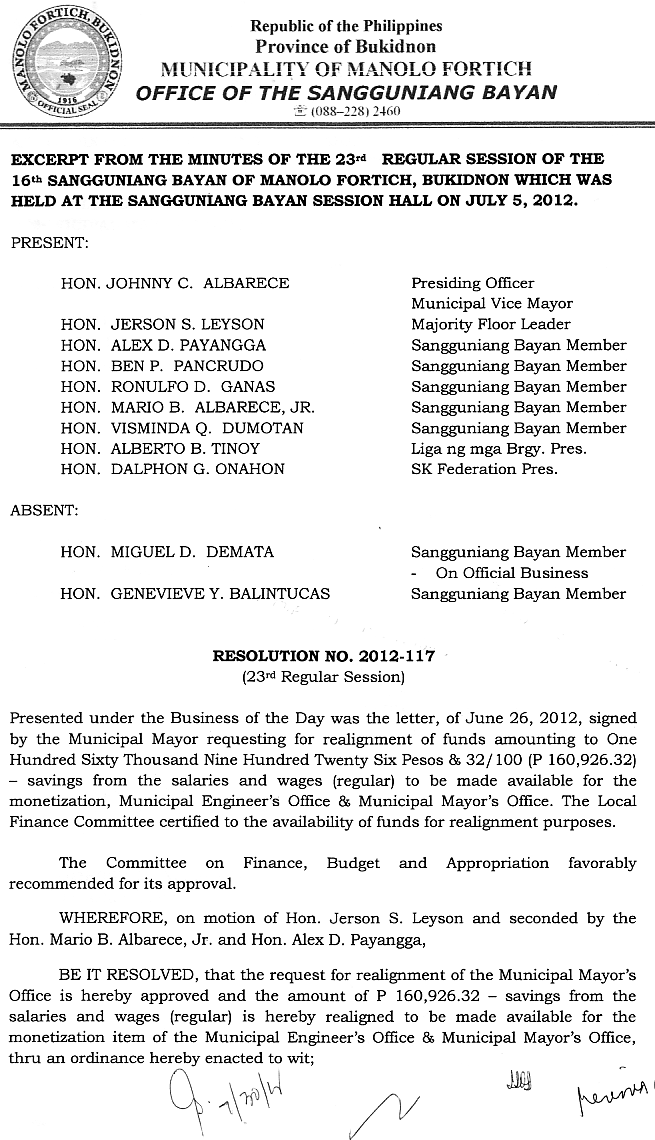 MANOLO FORTICH, BUKIDNON
1916
OFFICIAL SEAL
Republic of the Philippines
Province of Bukidnon
MUNICIPALITY OF MANOLO FORTICH
OFFICE OF THE SANGGUNIANG BAYAN
☏ (088–228) 2460
EXCERPT FROM THE MINUTES OF THE 23rd REGULAR SESSION OF THE
16th SANGGUNIANG BAYAN OF MANOLO FORTICH, BUKIDNON WHICH WAS
HELD AT THE SANGGUNIANG BAYAN SESSION HALL ON JULY 5, 2012.
PRESENT:
HON. JOHNNY C. ALBARECE Presiding Officer
Municipal Vice Mayor
HON. JERSON S. LEYSON Majority Floor Leader
HON. ALEX D. PAYANGGA Sangguniang Bayan Member
HON. BEN P. PANCRUDO Sangguniang Bayan Member
HON. RONULFO D. GANAS Sangguniang Bayan Member
HON. MARIO B. ALBARECE, JR. Sangguniang Bayan Member
HON. VISMINDA Q. DUMOTAN Sangguniang Bayan Member
HON. ALBERTO B. TINOY Liga ng mga Brgy. Pres.
HON. DALPHON G. ONAHON SK Federation Pres.
ABSENT:
HON. MIGUEL D. DEMATA Sangguniang Bayan Member
- On Official Business
HON. GENEVIEVE Y. BALINTUCAS Sangguniang Bayan Member
RESOLUTION NO. 2012-117
(23rd Regular Session)
Presented under the Business of the Day was the letter, of June 26, 2012, signed
by the Municipal Mayor requesting for realignment of funds amounting to One
Hundred Sixty Thousand Nine Hundred Twenty Six Pesos & 32/100 (P 160,926.32)
– savings from the salaries and wages (regular) to be made available for the
monetization, Municipal Engineer's Office & Municipal Mayor's Office. The Local
Finance Committee certified to the availability of funds for realignment purposes.
The Committee on Finance, Budget and Appropriation favorably
recommended for its approval.
WHEREFORE, on motion of Hon. Jerson S. Leyson and seconded by the
Hon. Mario B. Albarece, Jr. and Hon. Alex D. Payangga,
BE IT RESOLVED, that the request for realignment of the Municipal Mayor's
Office is hereby approved and the amount of P 160,926.32 – savings from the
salaries and wages (regular) is hereby realigned to be made available for the
monetization item of the Municipal Engineer's Office & Municipal Mayor's Office,
thru an ordinance hereby enacted to wit;